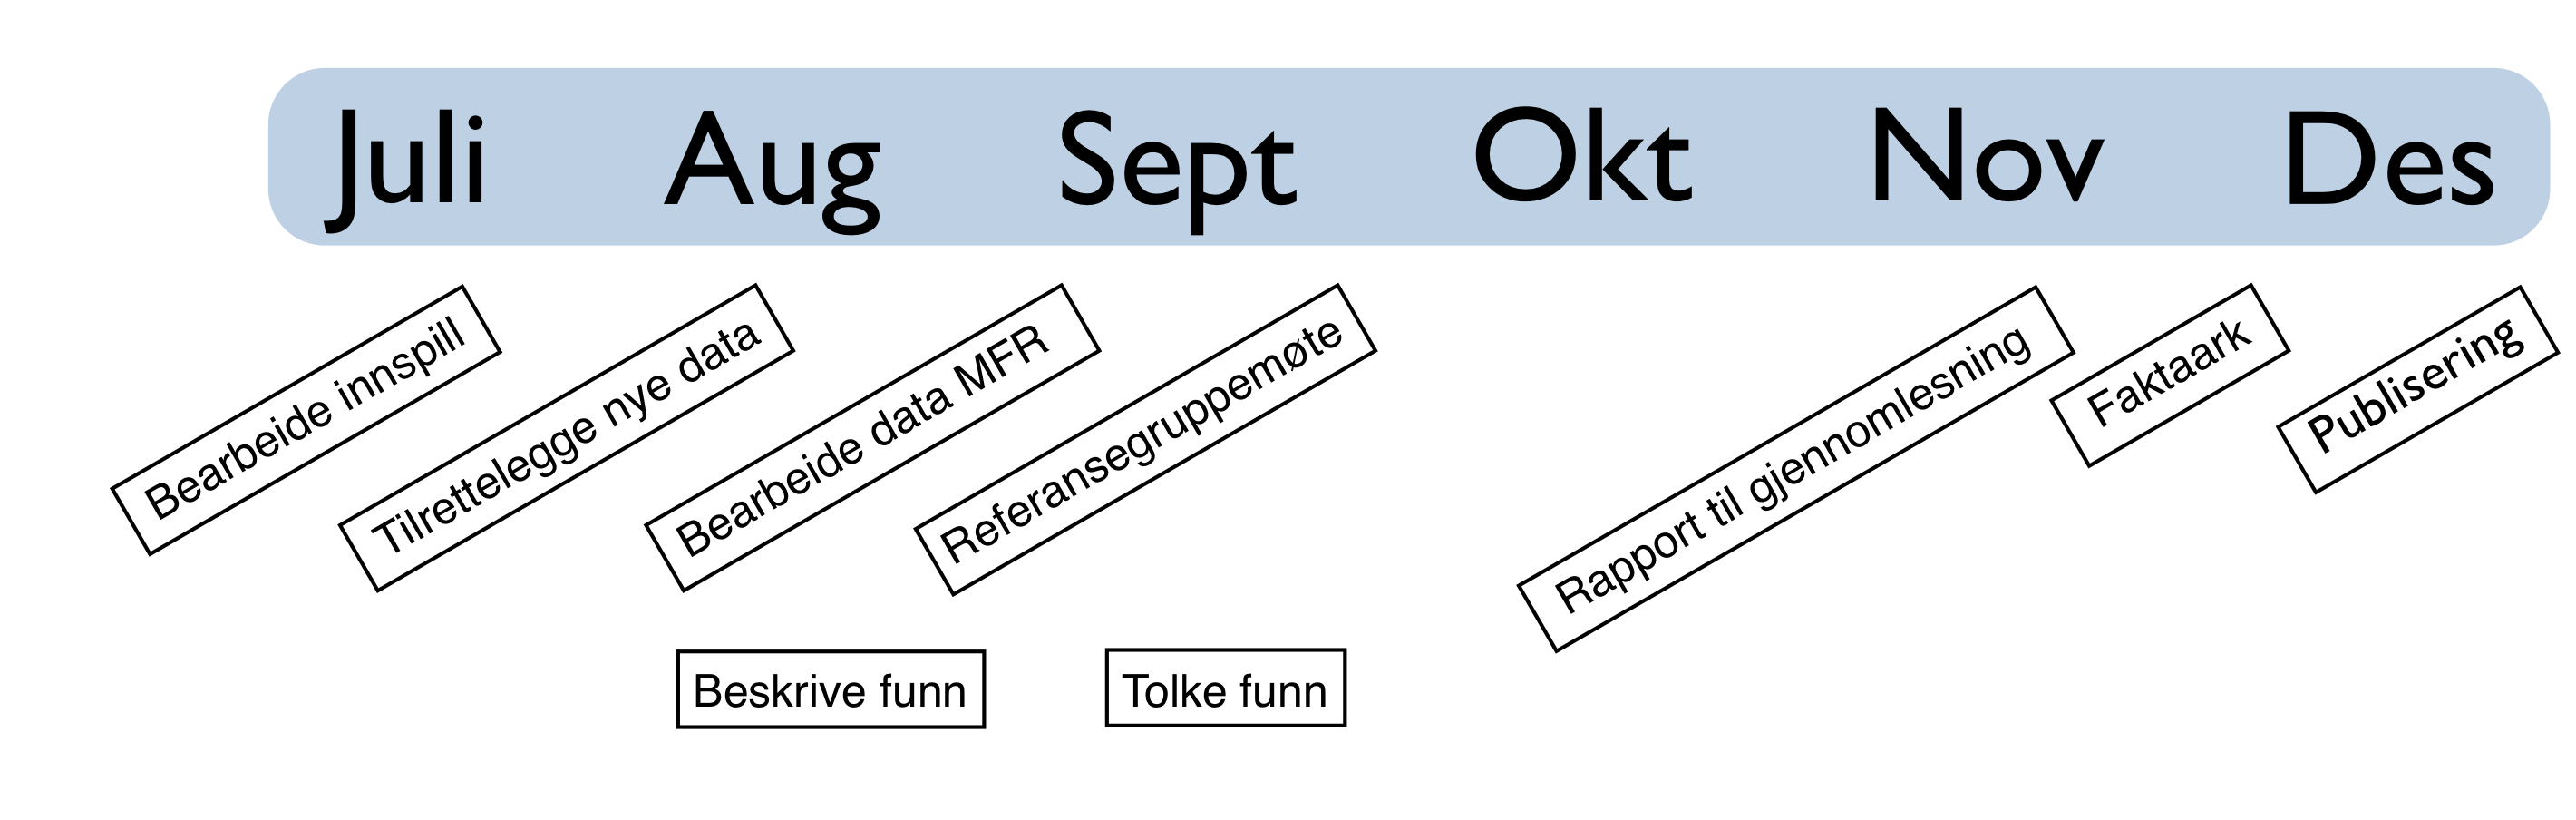 Juli Aug Sept Okt Nov Des
Bearbeide innspill
Tilrettelegge nye data
Bearbeide data MFR
Referansegruppemøte
Rapport til gjennomlesning
Faktaark
Publisering
Beskrive funn
Tolke funn